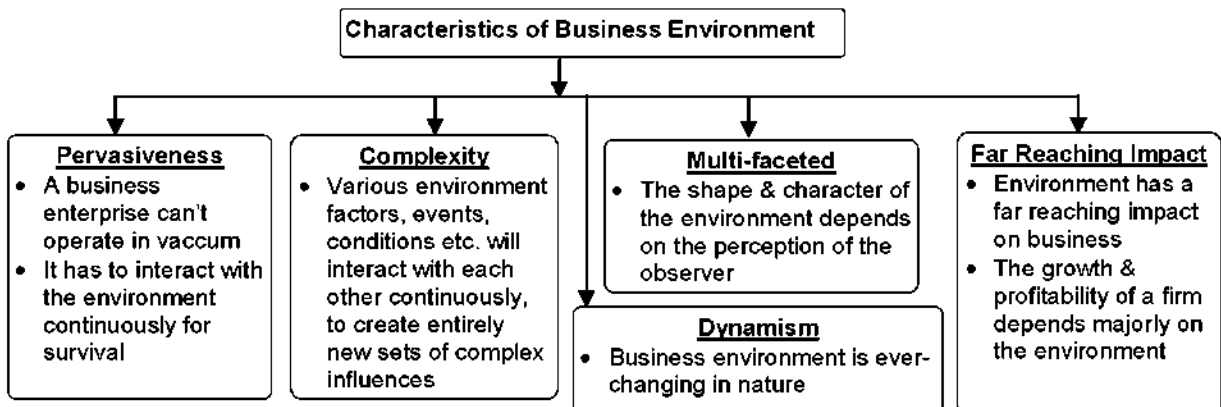 Characteristics of Business Environment
Pervasiveness
• A business
enterprise can't
operate in vaccum
• It has to interact with
the environment
continuously for
survival
Complexity
• Various environment
factors, events,
conditions etc. will
interact with each
other continuously,
to create entirely
new sets of complex
influences
Multi-faceted
• The shape & character of
the environment depends
on the perception of the
observer
Dynamism
• Business environment is ever-
changing in nature
Far Reaching Impact
• Environment has a
far reaching impact
on business
• The growth &
profitability of a firm
depends majorly on
the environment